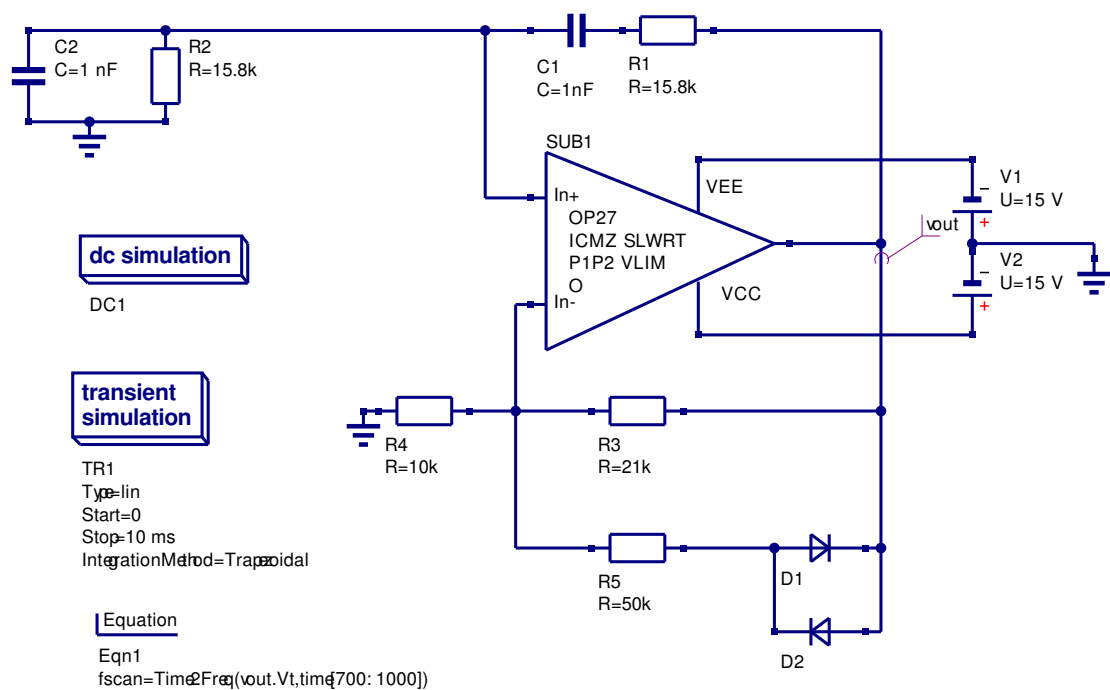 C2
C=1 nF
R2
R=15.8k
C1
C=1nF
R1
R=15.8k
SUB1
In+
OP27
ICMZ SLWRT
P1P2 VLIM
O
In-
VEE
VCC
vout
V1
U=15 V
−
+
V2
U=15 V
−
+
dc simulation
DC1
transient
simulation
TR1
Type=lin
Start=0
Stop=10 ms
IntegrationMethod=Trapezoidal
R4
R=10k
R3
R=21k
R5
R=50k
D1
D2
Equation
Eqn1
fscan=Time2Freq(vout.Vt,time[700: 1000])